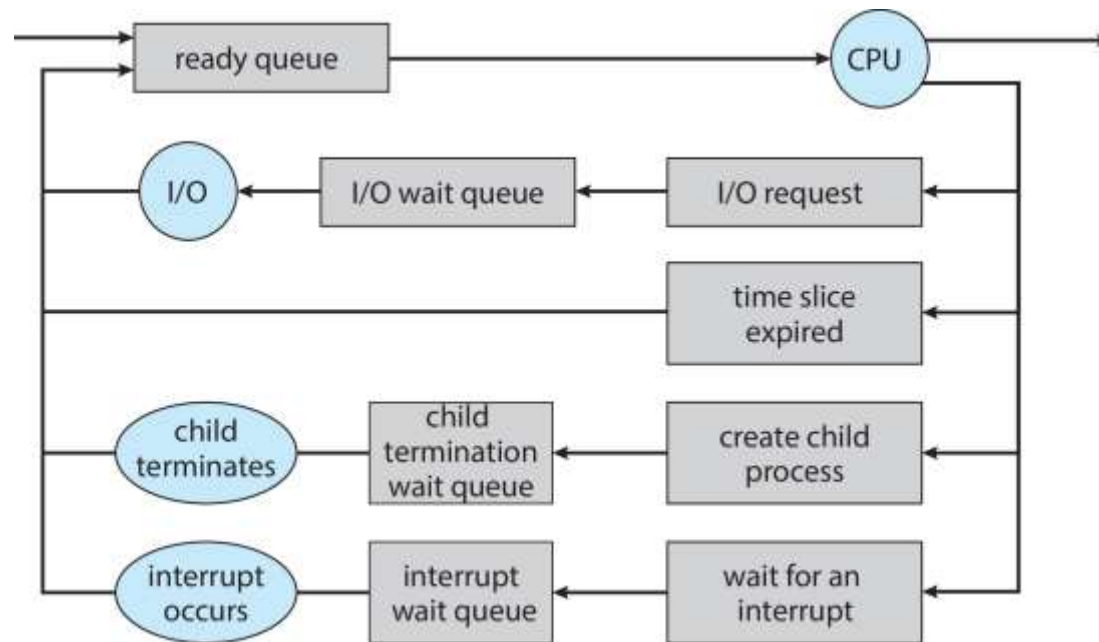 ready queue
CPU
I/O
I/O wait queue
I/O request
time slice
expired
child
terminates
child
termination
wait queue
create child
process
interrupt
occurs
interrupt
wait queue
wait for an
interrupt